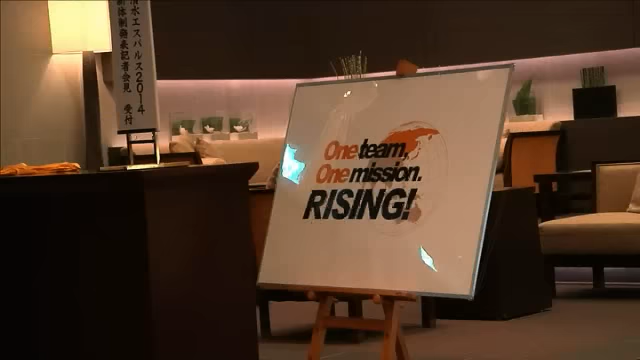 清水エスパルス2014
新体制発表記者会見 受付
One team,
One mission.
RISING!